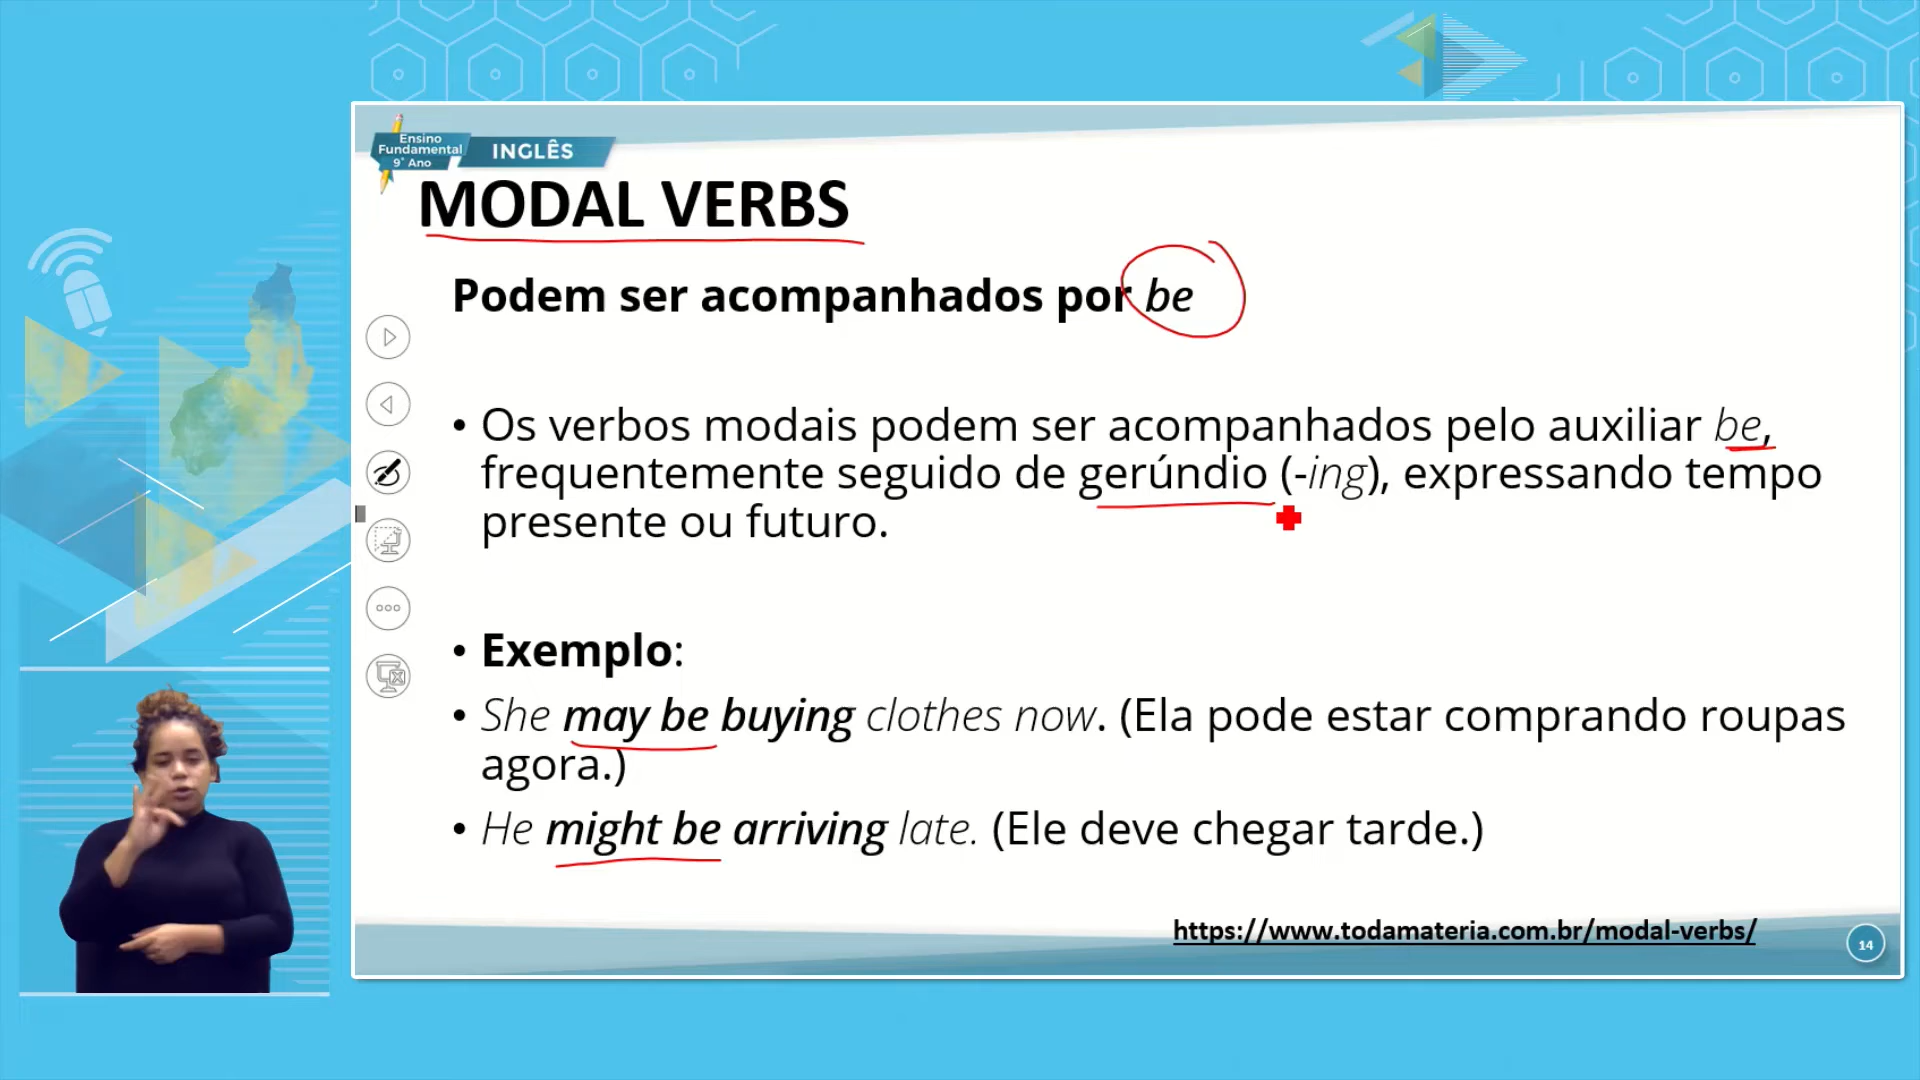 Ensino
Fundamental
9° Ano
INGLÊS
MODAL VERBS
Podem ser acompanhados por be
• Os verbos modais podem ser acompanhados pelo auxiliar be,
frequentemente seguido de gerúndio (-ing), expressando tempo
presente ou futuro.
• Exemplo:
• She may be buying clothes now. (Ela pode estar comprando roupas
agora.)
• He might be arriving late. (Ele deve chegar tarde.)
https://www.todamateria.com.br/modal-verbs/
14